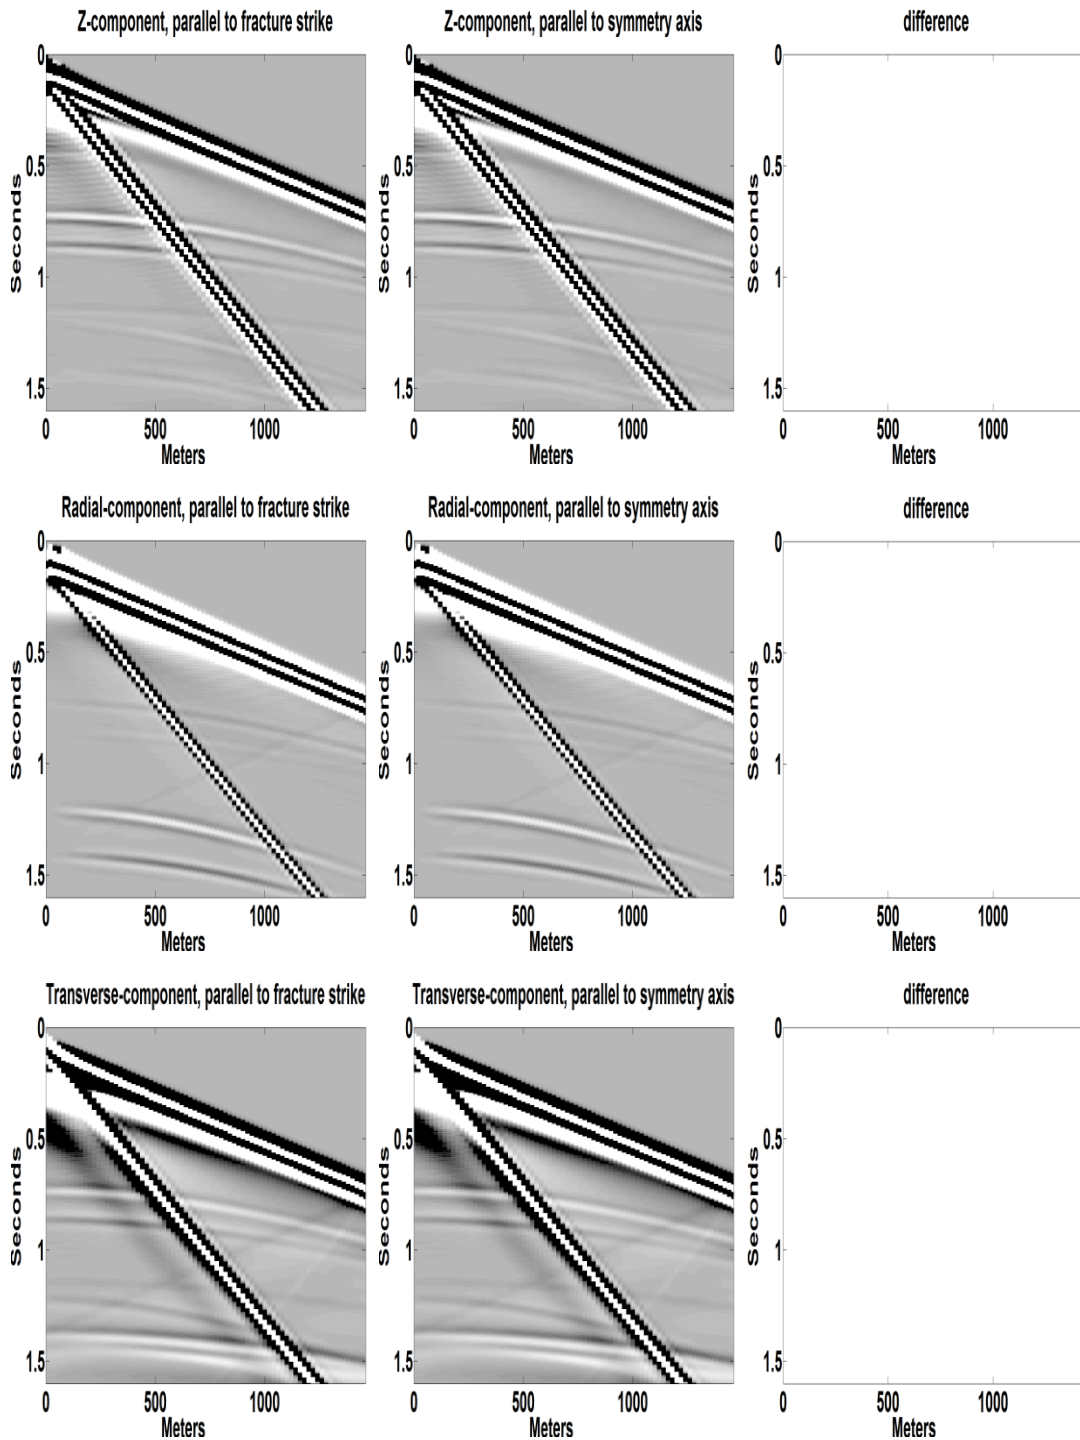 Z-component, parallel to fracture strike
Z-component, parallel to symmetry axis
difference
0
0.5
1
1.5
Seconds
0 500 1000
Meters
0
0.5
1
1.5
Seconds
0 500 1000
Meters
0
0.5
1
1.5
Seconds
0 500 1000
Meters
Radial-component, parallel to fracture strike
Radial-component, parallel to symmetry axis
difference
0
0.5
1
1.5
Seconds
0 500 1000
Meters
0
0.5
1
1.5
Seconds
0 500 1000
Meters
0
0.5
1
1.5
Seconds
0 500 1000
Meters
Transverse-component, parallel to fracture strike
Transverse-component, parallel to symmetry axis
difference
0
0.5
1
1.5
Seconds
0 500 1000
Meters
0
0.5
1
1.5
Seconds
0 500 1000
Meters
0
0.5
1
1.5
Seconds
0 500 1000
Meters